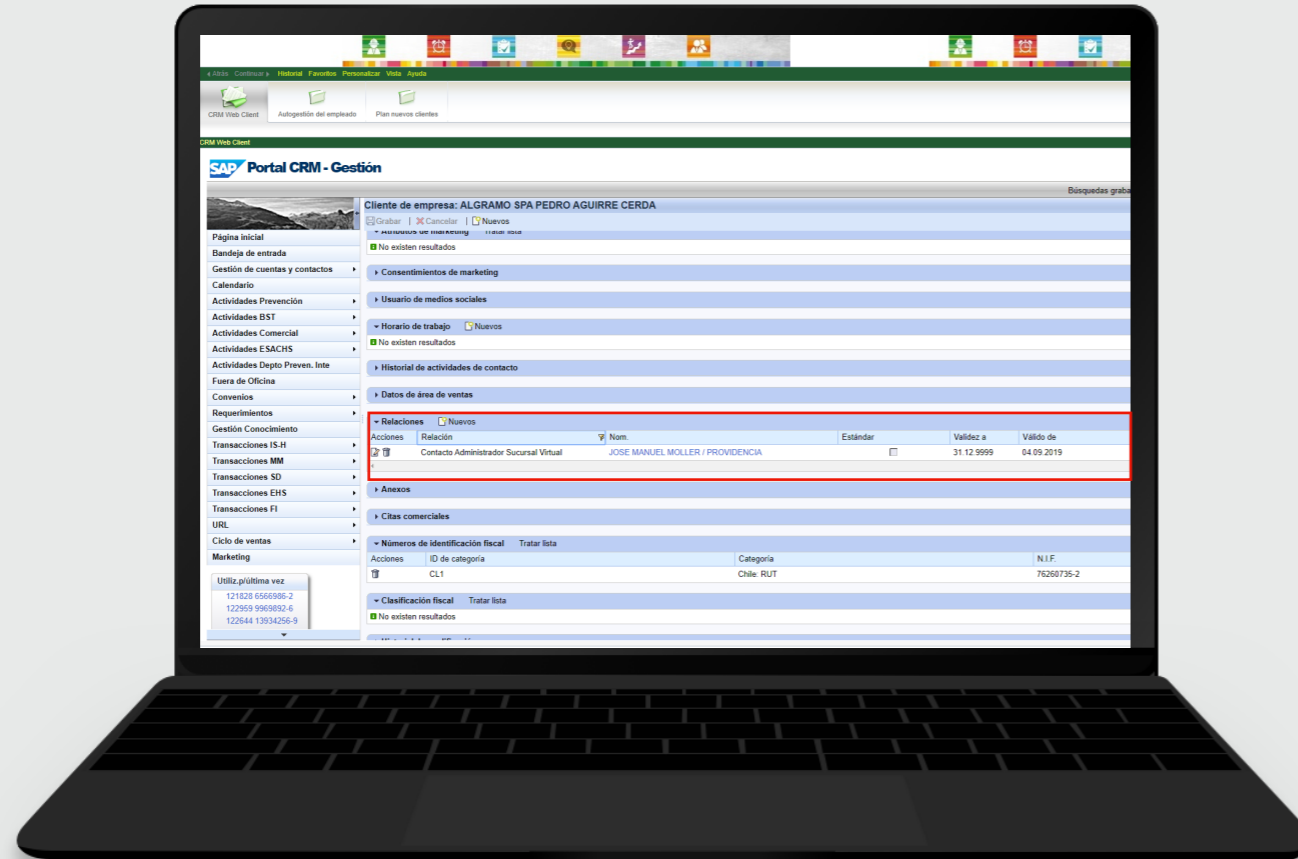 Atrás Continuar Historial Favoritos Personalizar Vista Ayuda
CRM Web Client Autogestión del empleado Plan nuevos clientes
CRM Web Client
SAP Portal CRM - Gestión
Búsquedas graba
Cliente de empresa: ALGRAMO SPA PEDRO AGUIRRE CERDA
Grabar | Cancelar | Nuevos
Atributos de marketing Tratar lista
No existen resultados
Consentimientos de marketing
Usuario de medios sociales
Horario de trabajo Nuevos
No existen resultados
Historial de actividades de contacto
Datos de área de ventas
Relaciones Nuevos
Acciones Relación Nom. Estándar Validez a Válido de
Contacto Administrador Sucursal Virtual JOSE MANUEL MOLLER / PROVIDENCIA 31.12.9999 04.09.2019
Anexos
Citas comerciales
Números de identificación fiscal Tratar lista
Acciones ID de categoría Categoría N.I.F.
CL1 Chile: RUT 76260735-2
Clasificación fiscal Tratar lista
No existen resultados
Página inicial
Bandeja de entrada
Gestión de cuentas y contactos
Calendario
Actividades Prevención
Actividades BST
Actividades Comercial
Actividades ESACHS
Actividades Depto Preven. Inte
Fuera de Oficina
Convenios
Requerimientos
Gestión Conocimiento
Transacciones IS-H
Transacciones MM
Transacciones SD
Transacciones EHS
Transacciones FI
URL
Ciclo de ventas
Marketing
Utiliz.p/última vez
121828 6566986-2
122959 9969892-6
122644 13934256-9